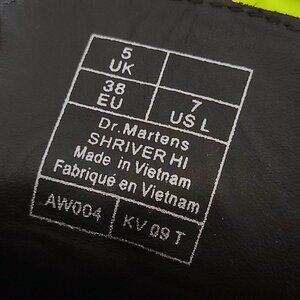 5
UK
38
EU
7
US L
Dr.Martens
SHRIVER HI
Made in Vietnam
Fabriqué en Vietnam
AW004
KV 09 T